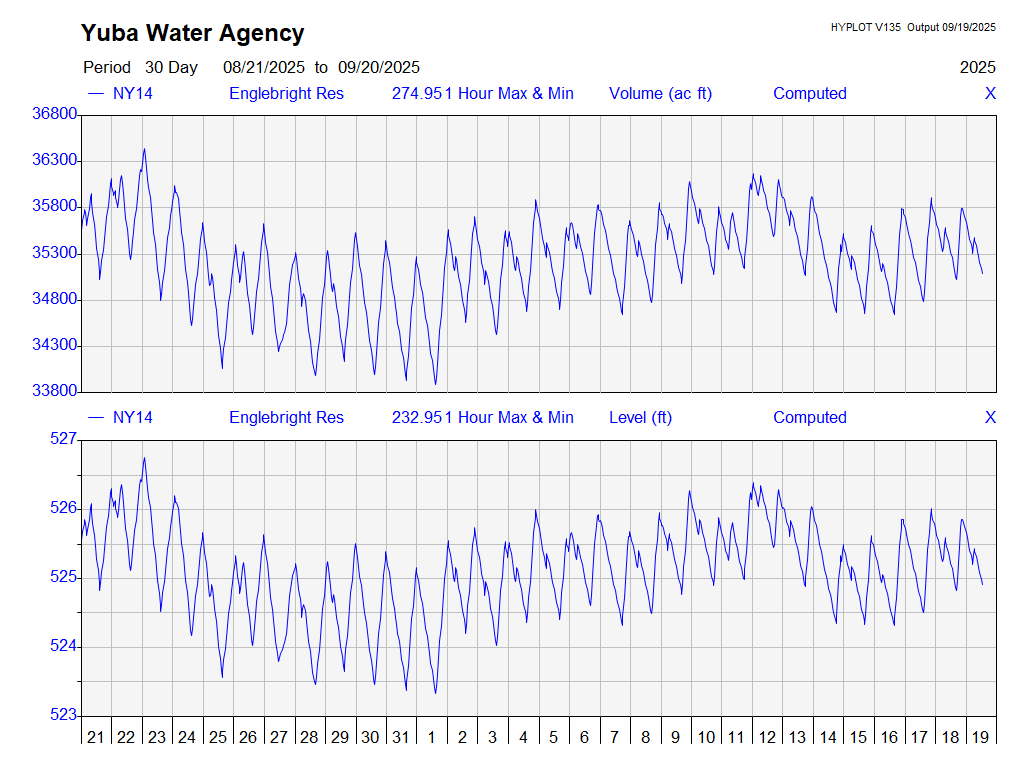 Yuba Water Agency
HYPLOT V135 Output 09/19/2025
Period 30 Day 08/21/2025 to 09/20/2025
2025
NY14 Englebright Res 274.951 Hour Max & Min Volume (ac ft) Computed X
36800
36300
35800
35300
34800
34300
33800
NY14 Englebright Res 232.951 Hour Max & Min Level (ft) Computed X
527
526
525
524
523
21 22 23 24 25 26 27 28 29 30 31 1 2 3 4 5 6 7 8 9 10 11 12 13 14 15 16 17 18 19